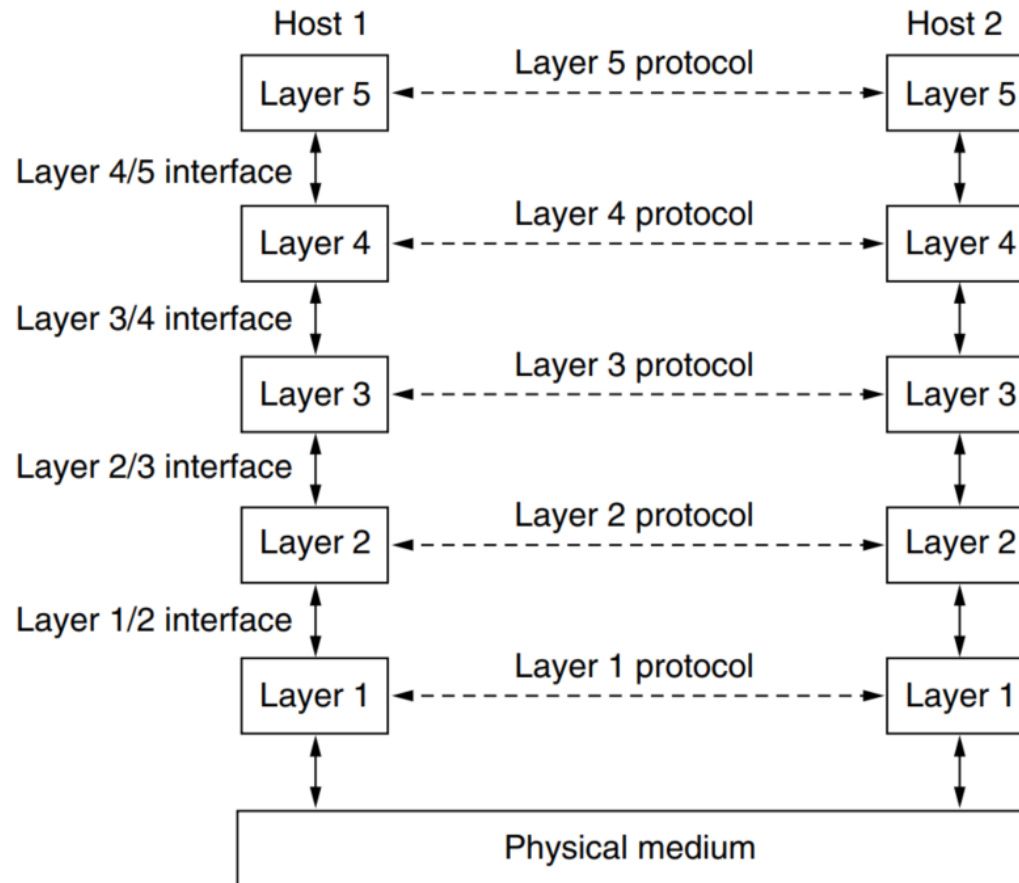 Host 1
Host 2
Layer 5 protocol
Layer 5
Layer 5
Layer 4/5 interface
Layer 4 protocol
Layer 4
Layer 4
Layer 3/4 interface
Layer 3 protocol
Layer 3
Layer 3
Layer 2/3 interface
Layer 2 protocol
Layer 2
Layer 2
Layer 1/2 interface
Layer 1 protocol
Layer 1
Layer 1
Physical medium